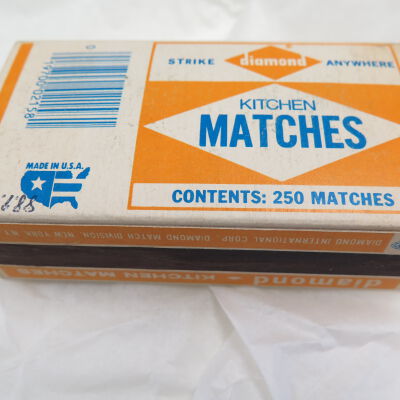 STRIKE diamond ANYWHERE
KITCHEN
MATCHES
CONTENTS: 250 MATCHES
MADE IN U.S.A.
DIAMOND INTERNATIONAL CORP. DIAMOND MATCH DIVISION, NEW YORK, N.Y.
diamond • KITCHEN MATCHES